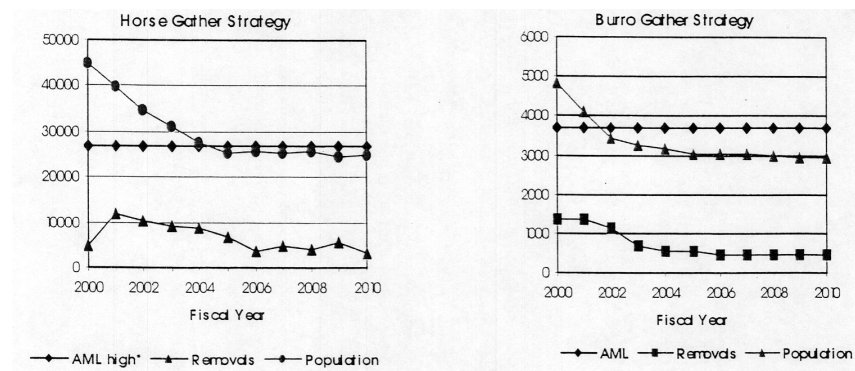 Horse Gather Strategy
50000
40000
30000
20000
10000
0
2000 2002 2004 2006 2008 2010
Fiscal Year
AML high* Removals Population
Burro Gather Strategy
6000
5000
4000
3000
2000
1000
0
2000 2002 2004 2006 2008 2010
Fiscal Year
AML Removals Population